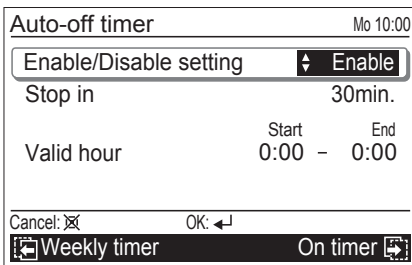 Auto-off timer Mo 10:00
Enable/Disable setting Enable
Stop in 30min.
Start End
Valid hour 0:00 – 0:00
Cancel: OK:
Weekly timer On timer